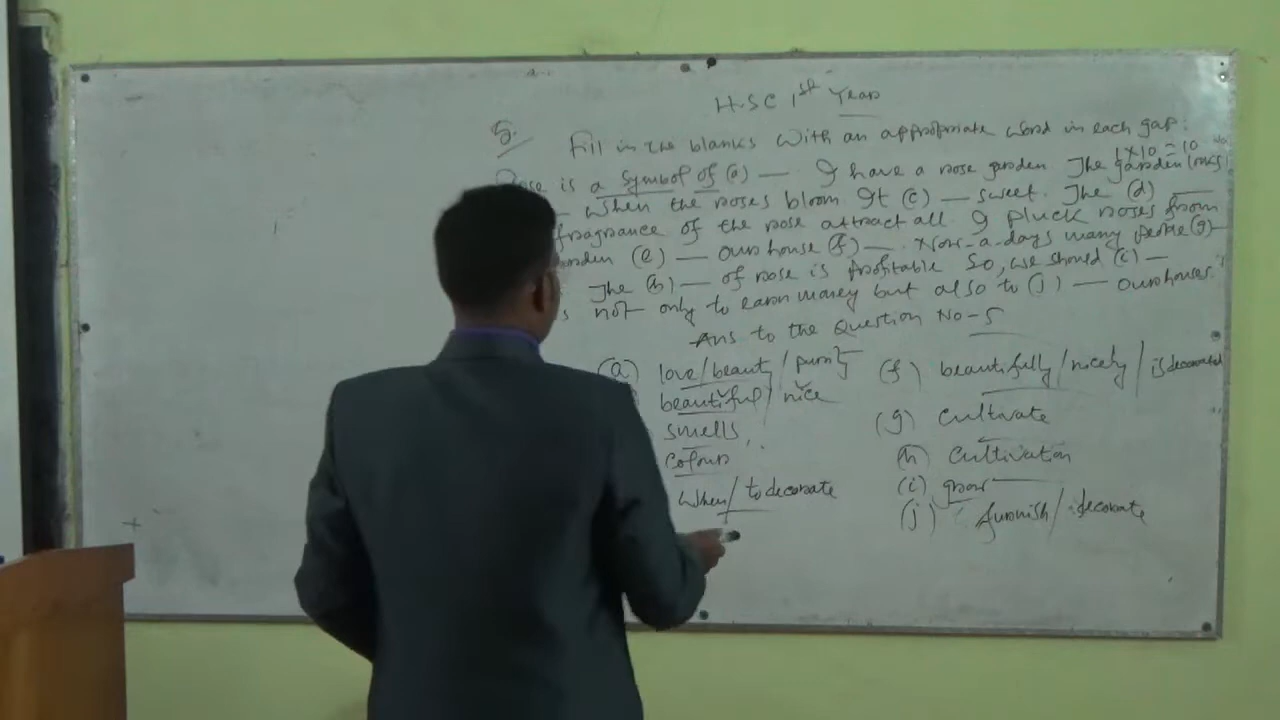 H.S.C 1st Year
5. Fill in the blanks with an appropriate word in each gap.
1×10=10
Rose is a symbol of (a) — I have a rose garden The garden looks
— When the roses bloom It (c) — sweet. The (d) —
fragrance of the rose attract all I pluck roses from
garden (e) — our house (f) —. Now-a-days many people (g) —
The (h) — of rose is profitable So, we should (c) —
not only to earn money but also to (j) — our houses.
Ans to the Question No-5
(a) love/beauty/purity
beautiful/nice
smells,
Colour
When/to decorate
(f) beautifully/nicely/is decorated
(g) Cultivate
(h) Cultivation
(i) grow
(j) furnish/decorate